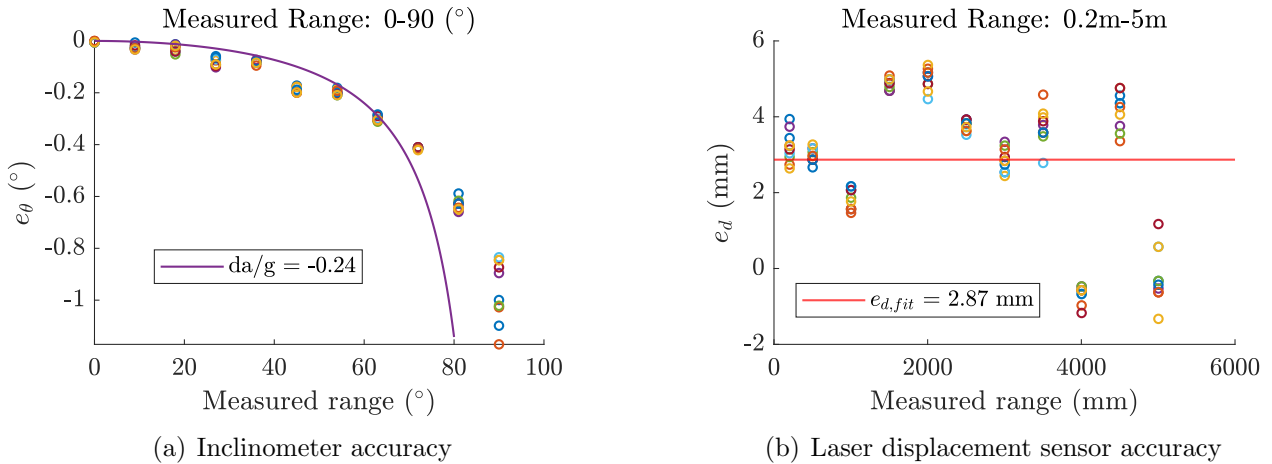 Measured Range: 0-90 (°)
0
-0.2
-0.4
-0.6
-0.8
-1
e_θ (°)
da/g = -0.24
0
20
40
60
80
100
Measured range (°)
(a) Inclinometer accuracy
Measured Range: 0.2m-5m
6
4
2
0
-2
e_d (mm)
e_{d,fit} = 2.87 mm
0
2000
4000
6000
Measured range (mm)
(b) Laser displacement sensor accuracy